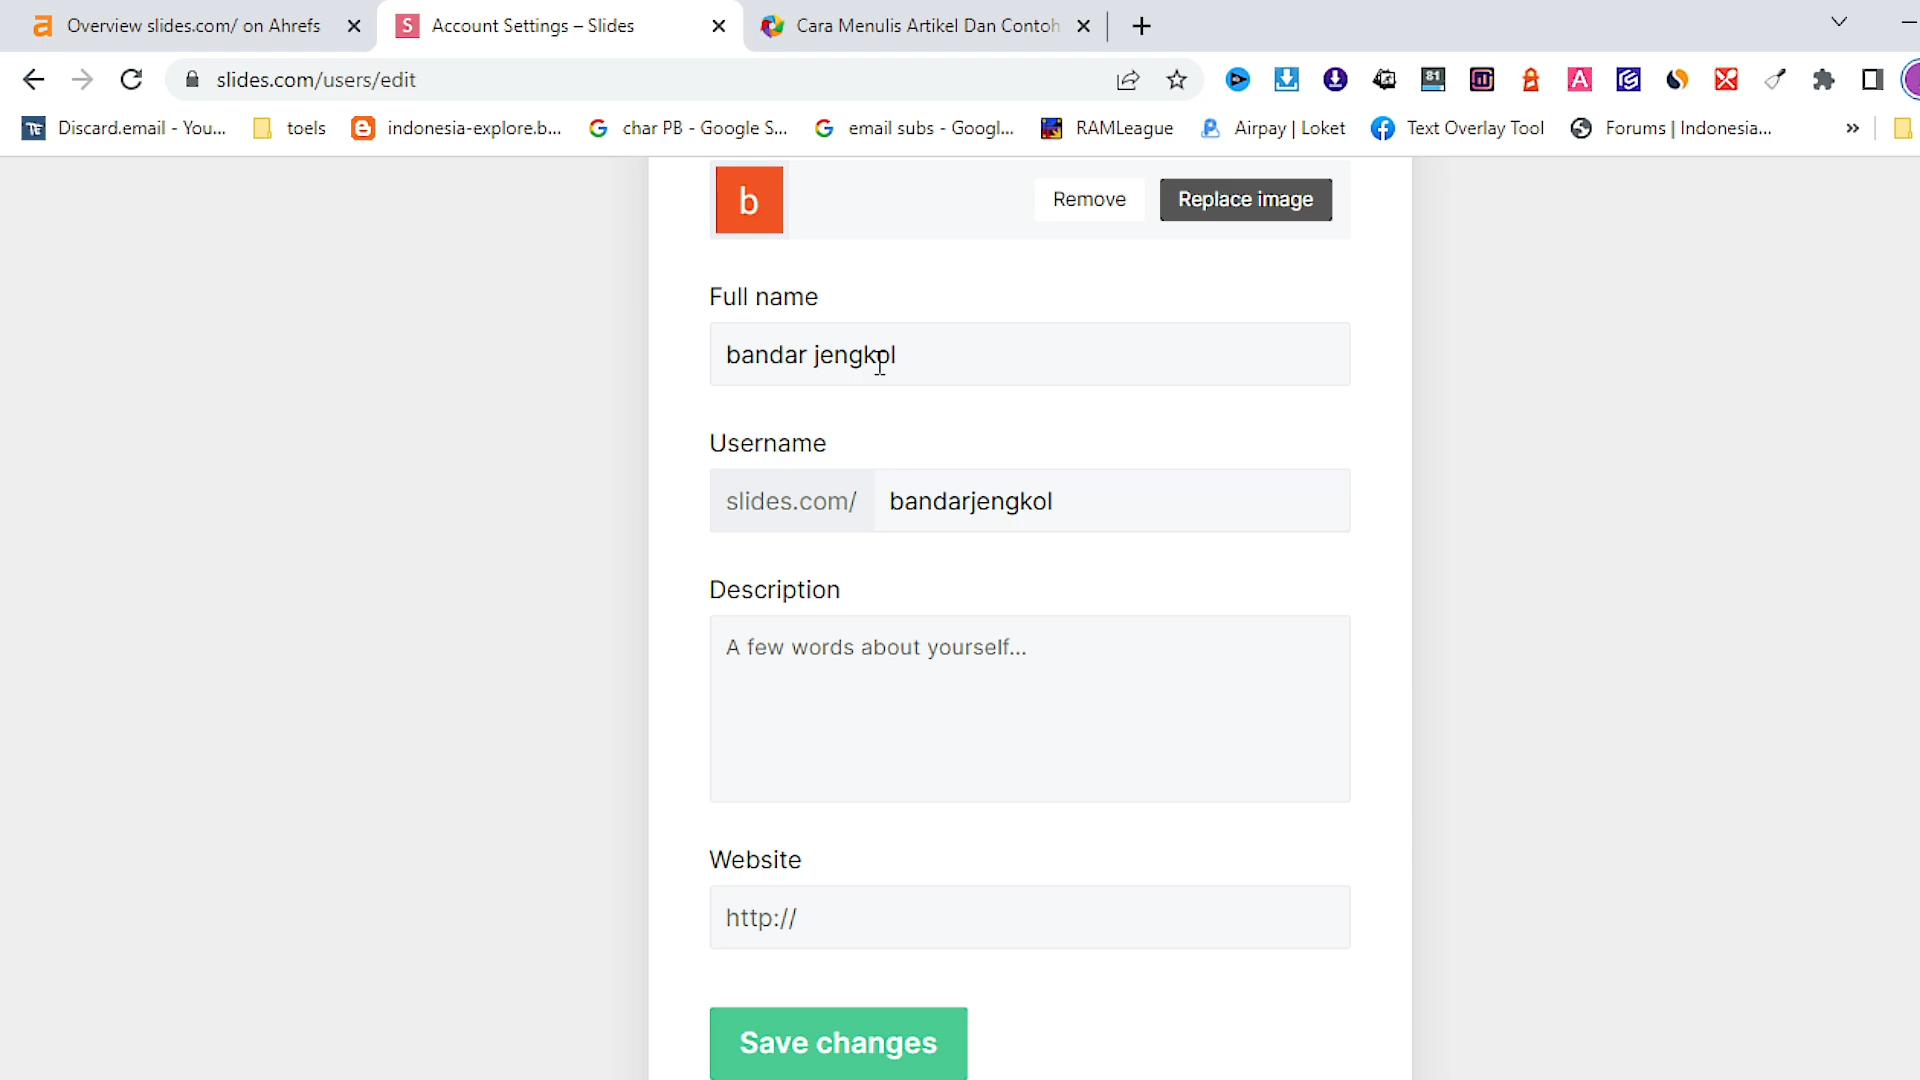 Overview slides.com/ on Ahrefs
S Account Settings – Slides
Cara Menulis Artikel Dan Contoh
slides.com/users/edit
81
A
TE Discard.email - You...
toels
indonesia-explore.b...
char PB - Google S...
email subs - Googl...
RAMLeague
Airpay | Loket
Text Overlay Tool
Forums | Indonesia...
»
b
Remove
Replace image
Full name
bandar jengkol
Username
slides.com/ bandarjengkol
Description
A few words about yourself...
Website
http://
Save changes